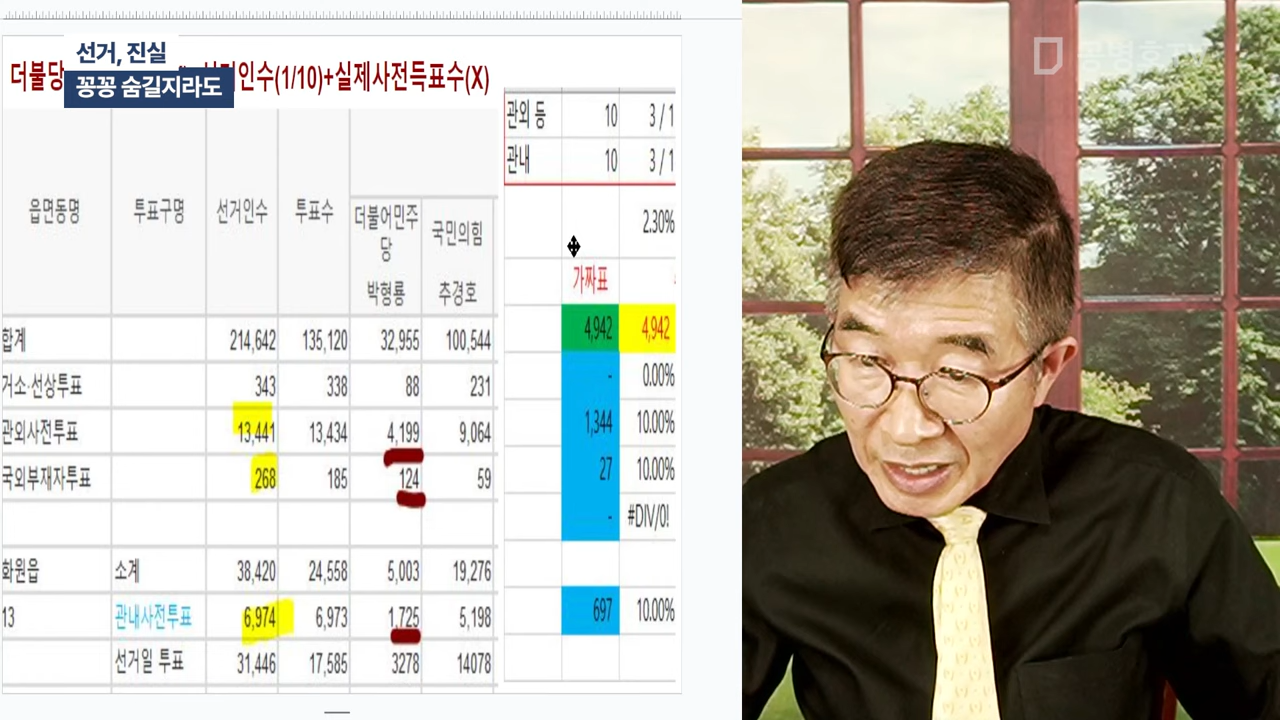 선거, 진실
꽁꽁 숨길지라도
더불당 인수(1/10)+실제사전득표수(X)
관외 등 10 3 / 1
관내 10 3 / 1
2.30%
가짜표
4,942 4,942
- 0.00%
1,344 10.00%
27 10.00%
- #DIV/0!
697 10.00%
읍면동명 투표구명 선거인수 투표수 더불어민주당 박형룡 국민의힘 추경호
합계 214,642 135,120 32,955 100,544
거소·선상투표 343 338 88 231
관외사전투표 13,441 13,434 4,199 9,064
국외부재자투표 268 185 124 59
화원읍 소계 38,420 24,558 5,003 19,276
13 관내사전투표 6,974 6,973 1,725 5,198
선거일 투표 31,446 17,585 3278 14078